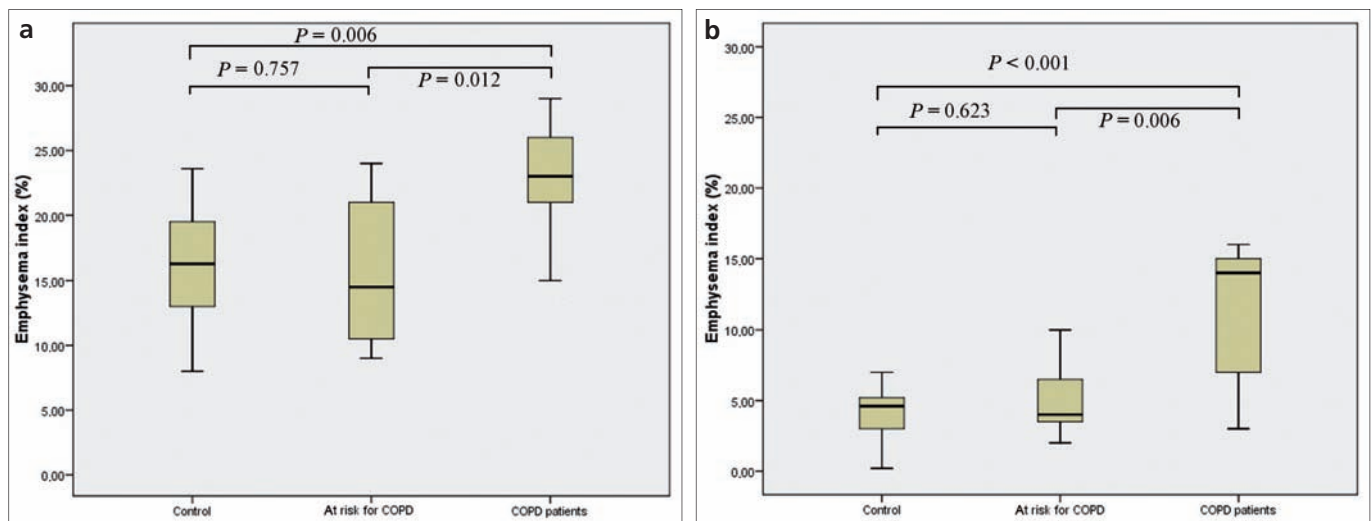 a
P = 0.006
P = 0.757
P = 0.012
30,00
25,00
20,00
15,00
10,00
5,00
0,00
Emphysema index (%)
Control
At risk for COPD
COPD patients
b
P < 0.001
P = 0.623
P = 0.006
30,00
25,00
20,00
15,00
10,00
5,00
0,00
Emphysema index (%)
Control
At risk for COPD
COPD patients